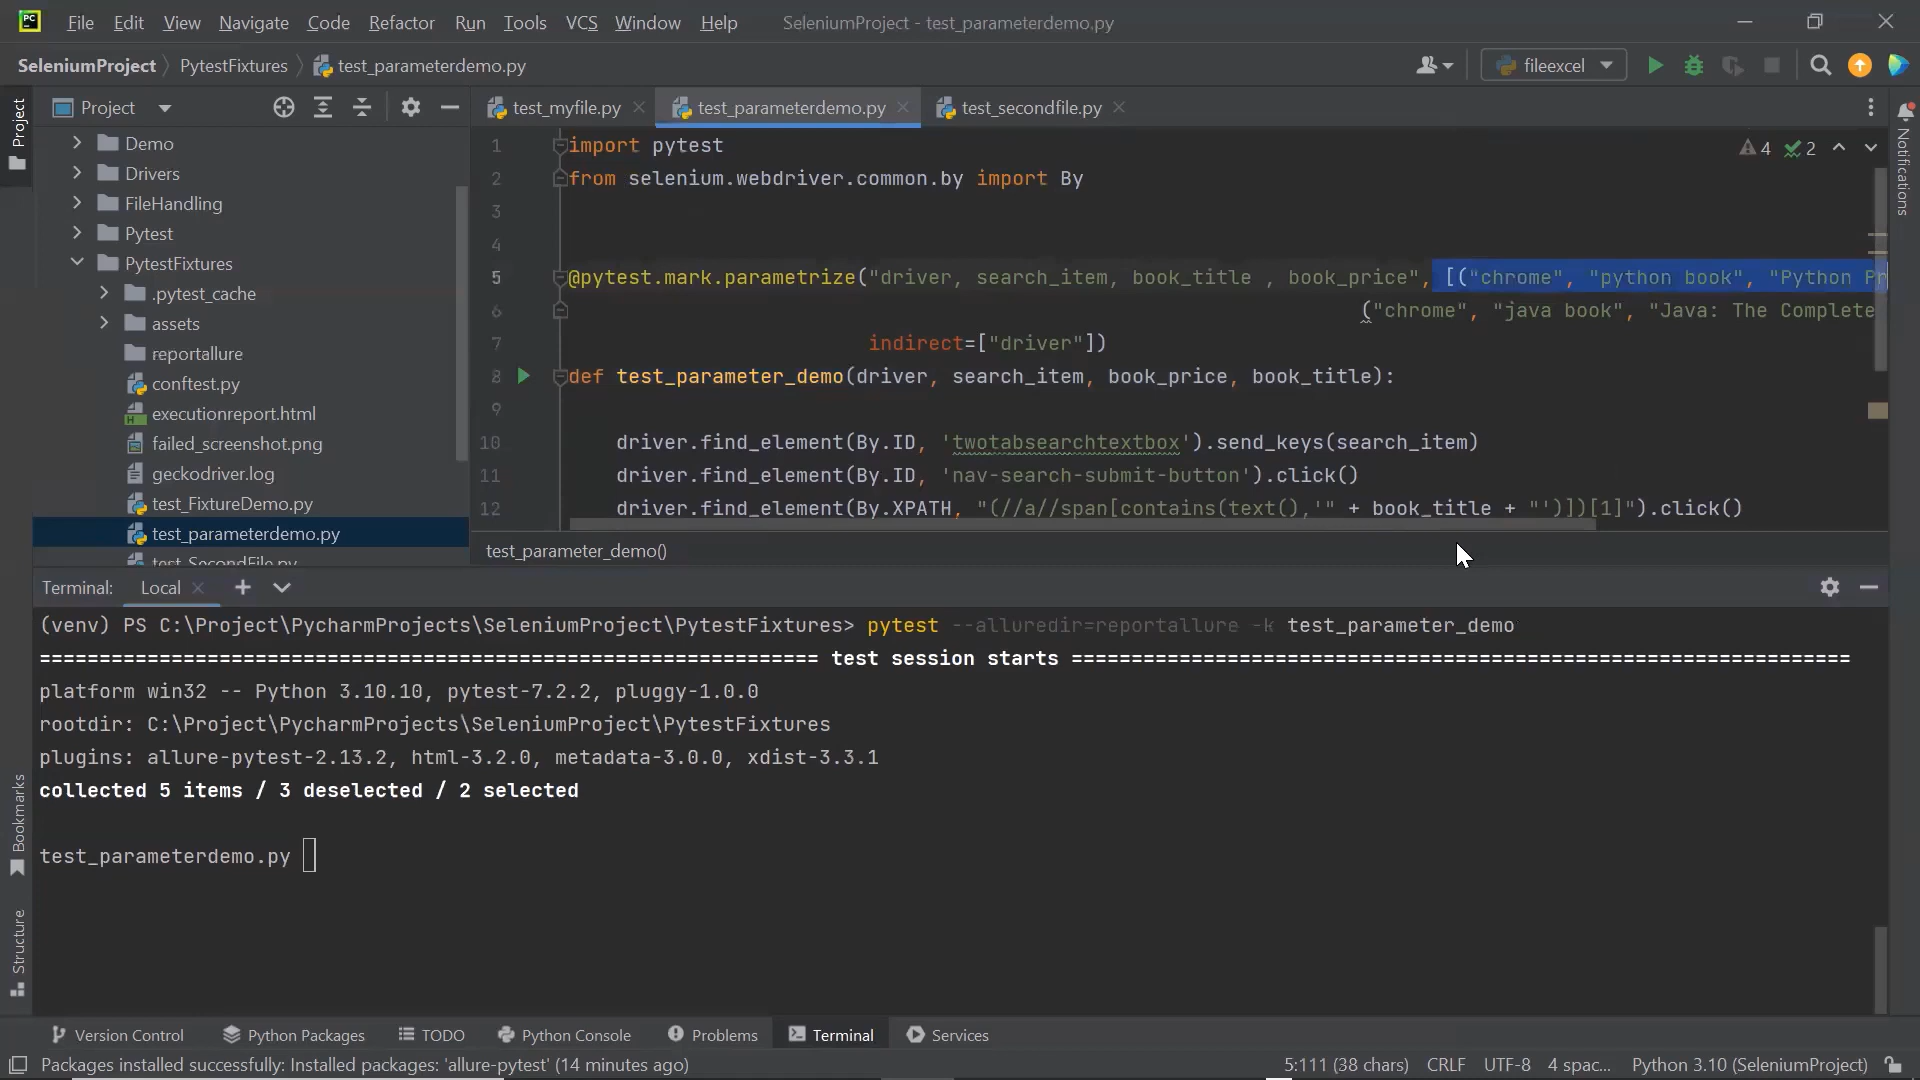 PC File Edit View Navigate Code Refactor Run Tools VCS Window Help SeleniumProject - test_parameterdemo.py
SeleniumProject PytestFixtures test_parameterdemo.py fileexcel
Project
Project
Demo
Drivers
FileHandling
Pytest
PytestFixtures
.pytest_cache
assets
reportallure
conftest.py
executionreport.html
failed_screenshot.png
geckodriver.log
test_FixtureDemo.py
test_parameterdemo.py
test_SecondFile.py
test_myfile.py test_parameterdemo.py test_secondfile.py
4 2
1 import pytest
2 from selenium.webdriver.common.by import By
3
4
5 @pytest.mark.parametrize("driver, search_item, book_title , book_price", [("chrome", "python book", "Python Pr
6 ("chrome", "java book", "Java: The Complete
7 indirect=["driver"])
8 def test_parameter_demo(driver, search_item, book_price, book_title):
9
10 driver.find_element(By.ID, 'twotabsearchtextbox').send_keys(search_item)
11 driver.find_element(By.ID, 'nav-search-submit-button').click()
12 driver.find_element(By.XPATH, "(//a//span[contains(text(),'" + book_title + "')])[1]").click()
test_parameter_demo()
Notifications
Terminal: Local
(venv) PS C:\Project\PycharmProjects\SeleniumProject\PytestFixtures> pytest --alluredir=reportallure -k test_parameter_demo
================================================================= test session starts =================================================================
platform win32 -- Python 3.10.10, pytest-7.2.2, pluggy-1.0.0
rootdir: C:\Project\PycharmProjects\SeleniumProject\PytestFixtures
plugins: allure-pytest-2.13.2, html-3.2.0, metadata-3.0.0, xdist-3.3.1
collected 5 items / 3 deselected / 2 selected
test_parameterdemo.py
Bookmarks
Structure
Version Control Python Packages TODO Python Console Problems Terminal Services
Packages installed successfully: Installed packages: 'allure-pytest' (14 minutes ago) 5:111 (38 chars) CRLF UTF-8 4 spac... Python 3.10 (SeleniumProject)